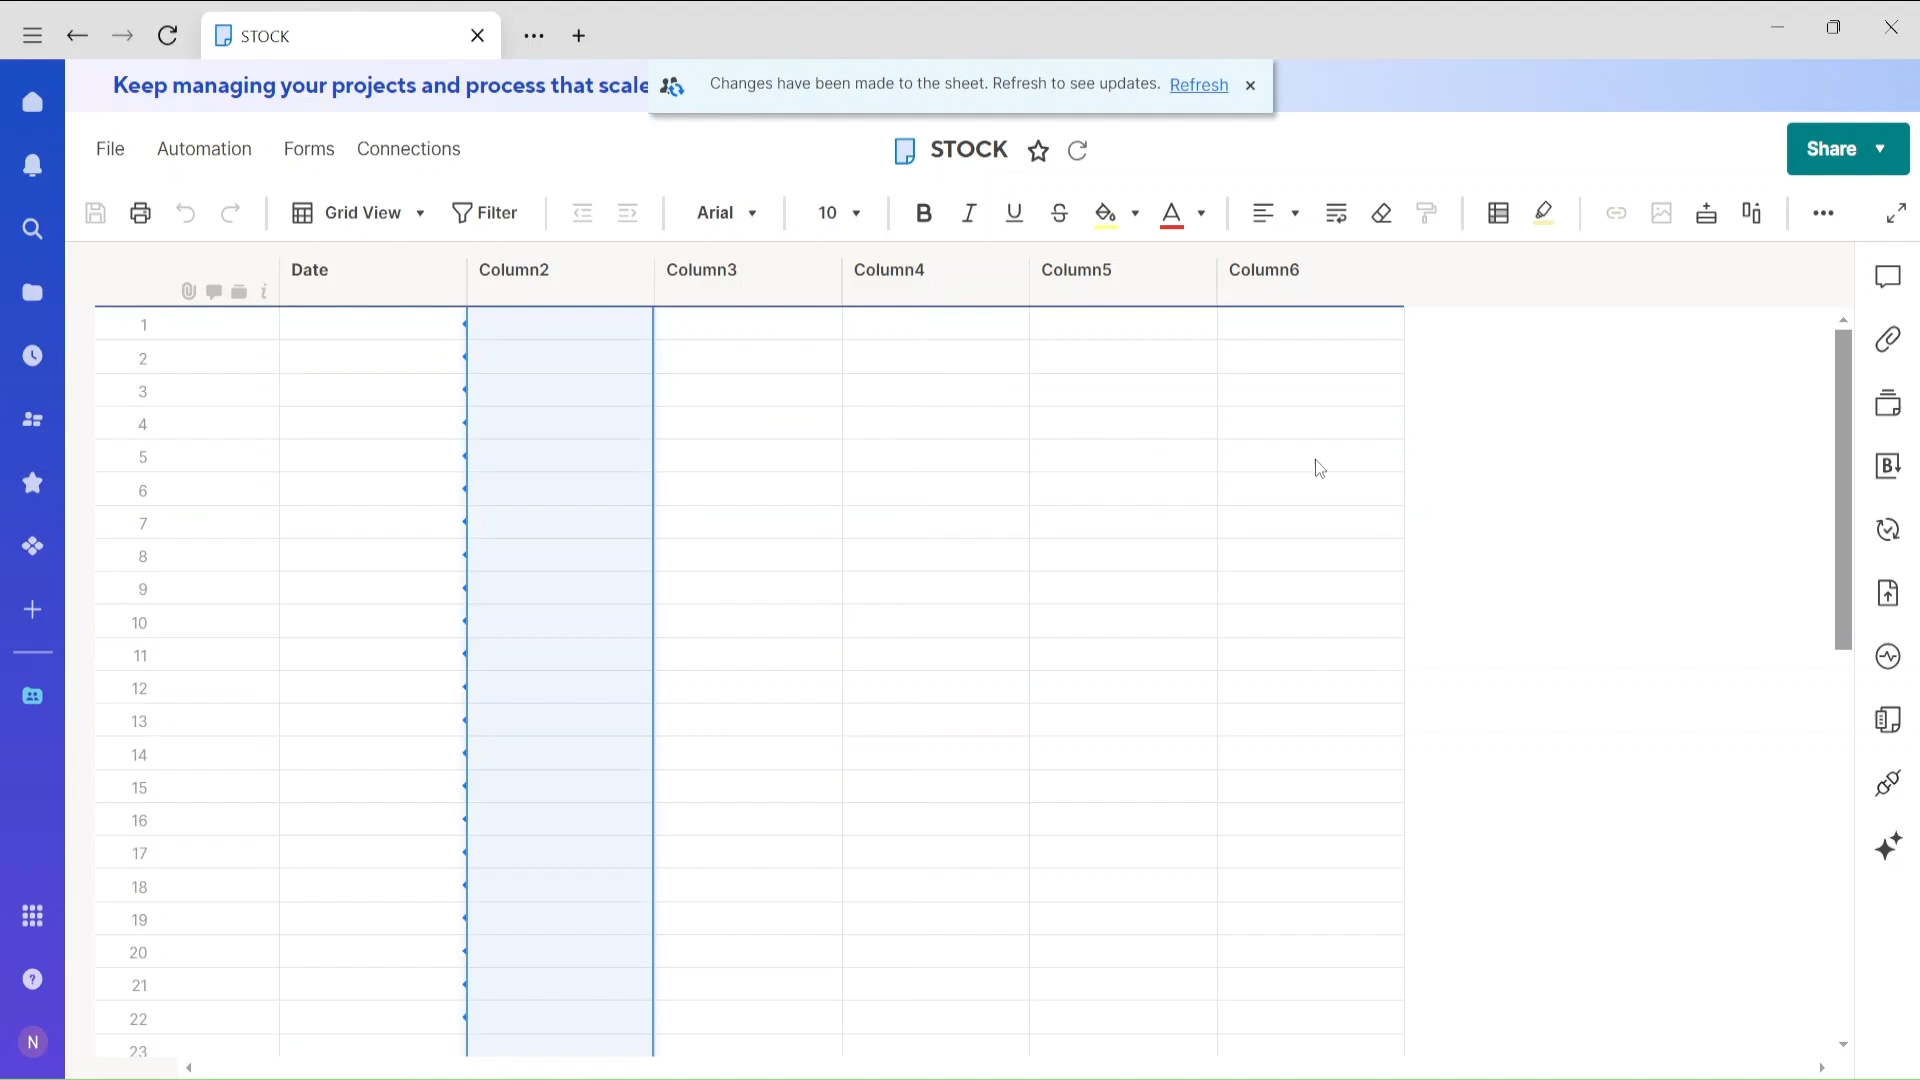 STOCK
Keep managing your projects and process that scale
Changes have been made to the sheet. Refresh to see updates. Refresh
File Automation Forms Connections
STOCK
Share
Grid View Filter Arial 10 B I U S A
Date Column2 Column3 Column4 Column5 Column6
1
2
3
4
5
6
7
8
9
10
11
12
13
14
15
16
17
18
19
20
21
22
23
N